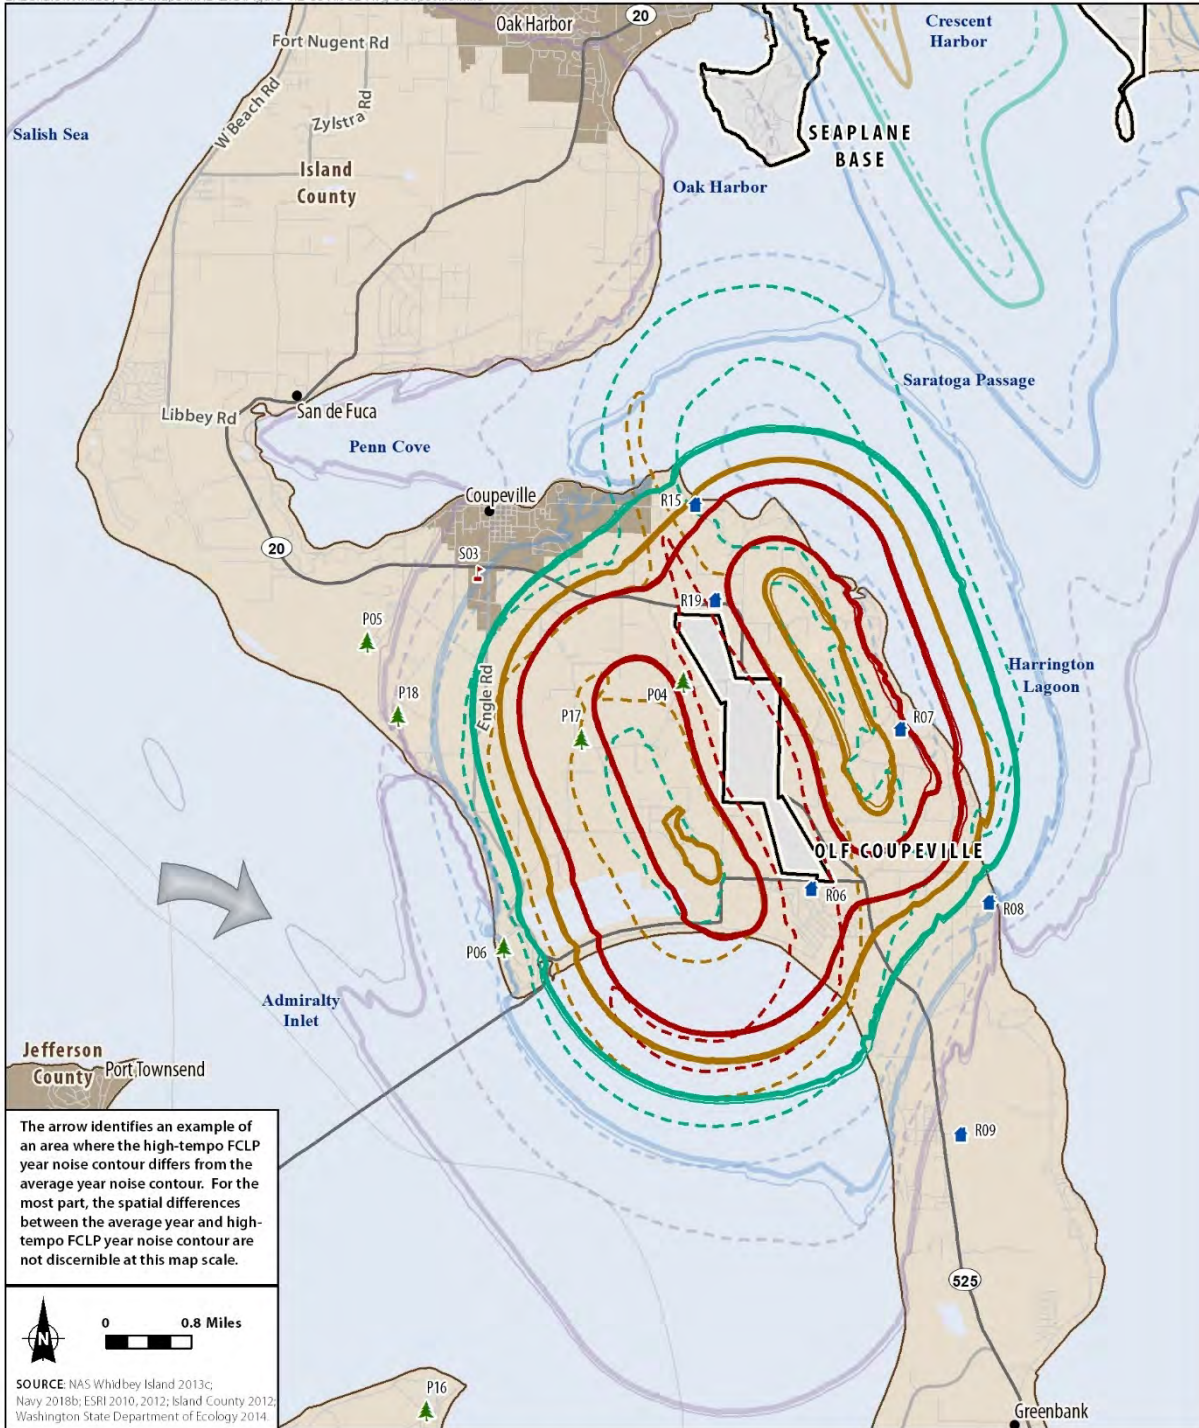 Oak Harbor
20
Crescent
Harbor
Fort Nugent Rd
W Beach Rd
Zylstra Rd
Salish Sea
SEAPLANE
BASE
Island
County
Oak Harbor
Saratoga Passage
San de Fuca
Libbey Rd
Penn Cove
Coupeville
R15
20
S03
R19
P05
Harrington
Lagoon
Engle Rd
P04
P18
P17
R07
OLF COUPEVILLE
R06
R08
P06
Admiralty
Inlet
Jefferson
County
Port Townsend
R09
The arrow identifies an example of
an area where the high-tempo FCLP
year noise contour differs from the
average year noise contour. For the
most part, the spatial differences
between the average year and high-
tempo FCLP year noise contour are
not discernible at this map scale.
525
N
0 0.8 Miles
SOURCE: NAS Whidbey Island 2013c;
Navy 2018b; ESRI 2010, 2012; Island County 2012;
Washington State Department of Ecology 2014.
P16
Greenbank